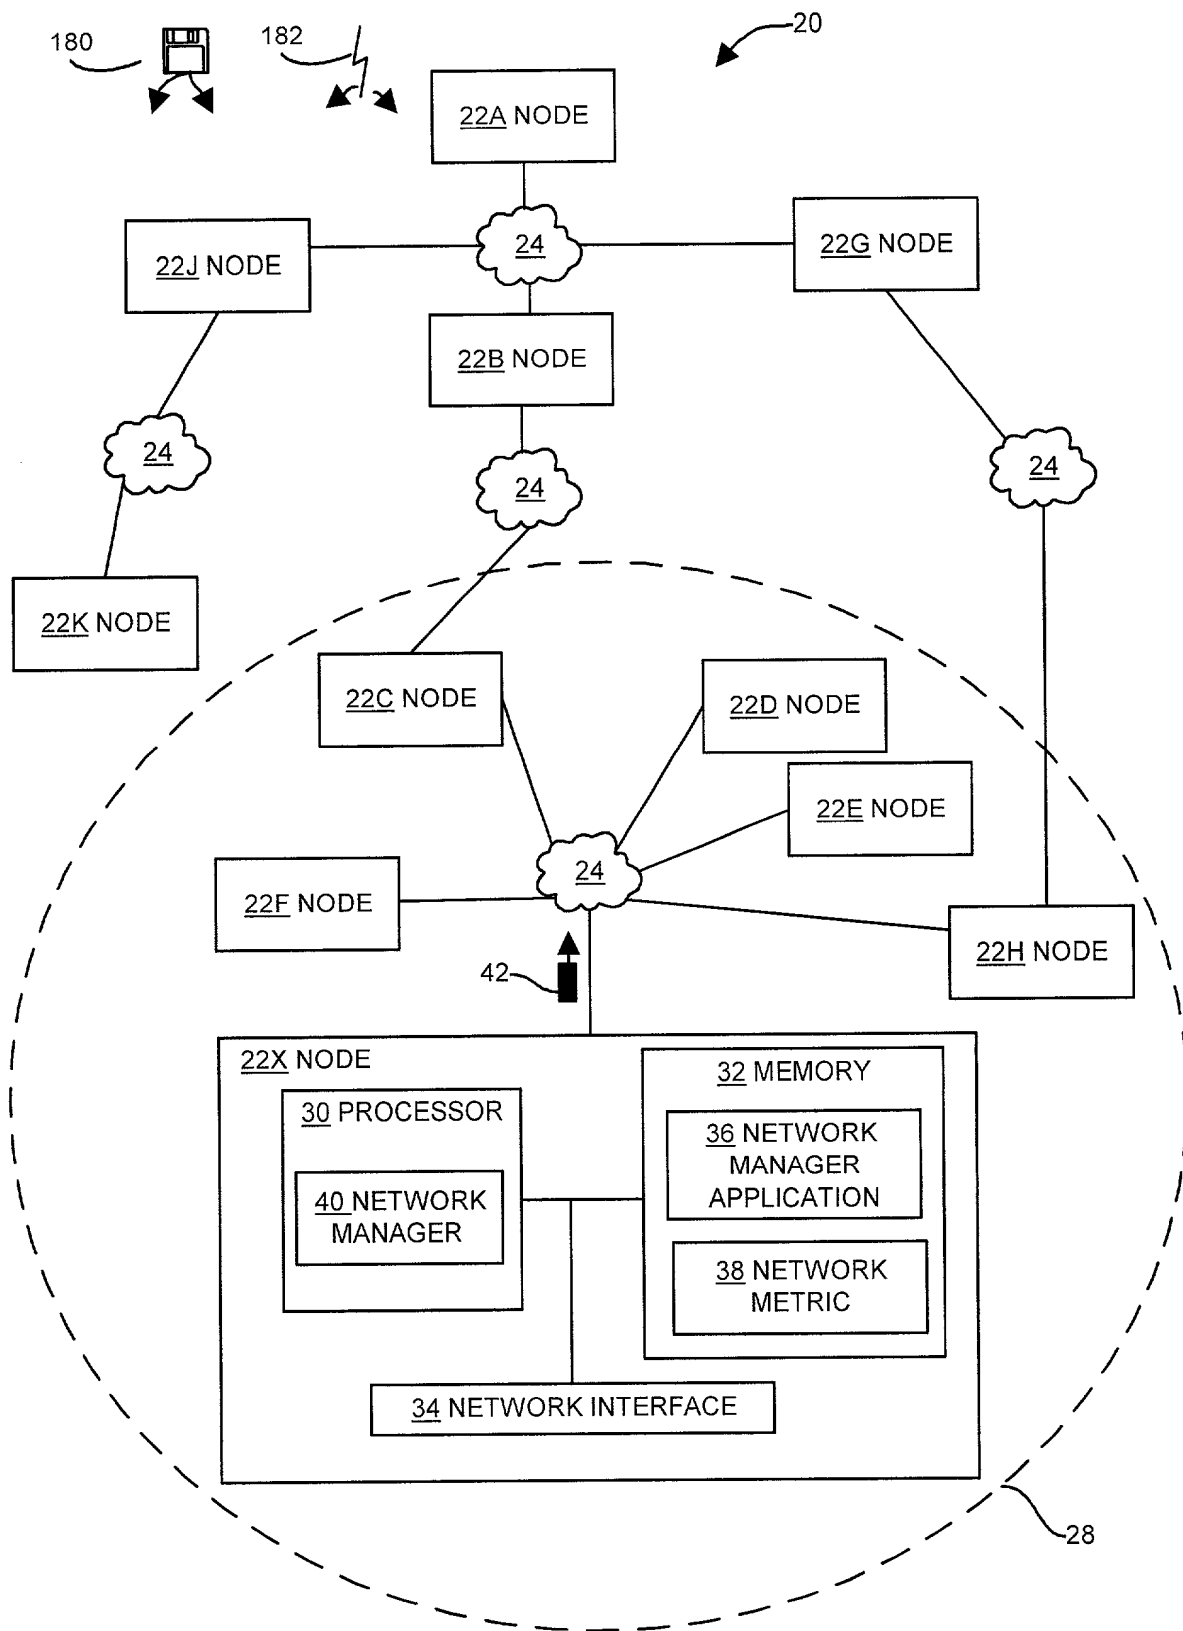 180
182
20
22A NODE
22J NODE
24
22G NODE
22B NODE
24
24
24
22K NODE
22C NODE
22D NODE
22E NODE
24
22F NODE
22H NODE
42
22X NODE
32 MEMORY
30 PROCESSOR
36 NETWORK
MANAGER
APPLICATION
40 NETWORK
MANAGER
38 NETWORK
METRIC
34 NETWORK INTERFACE
28